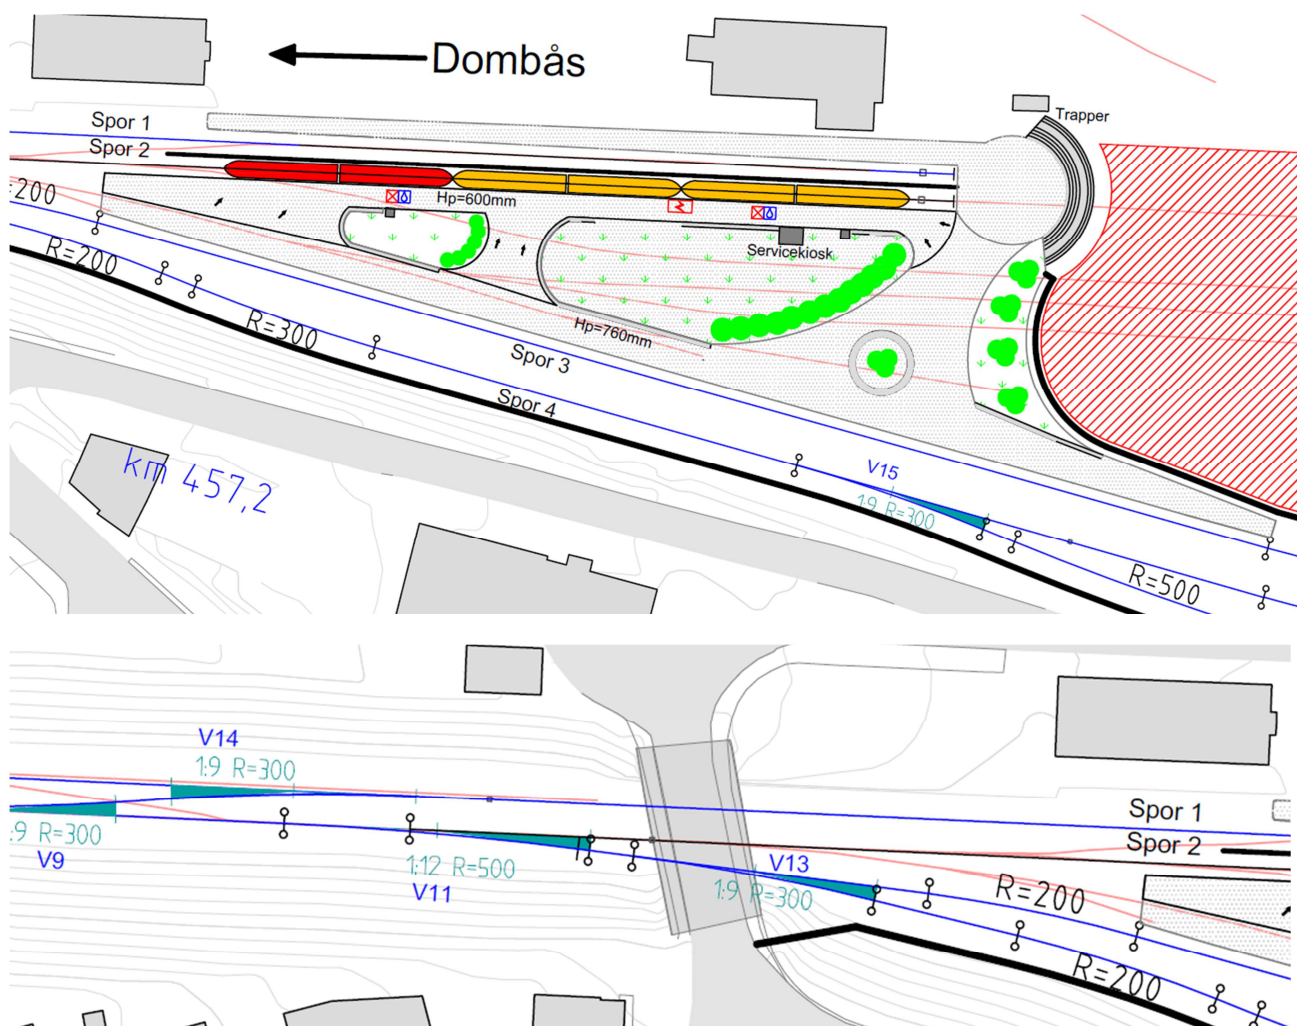 Dombås
Trapper
Spor 1
Spor 2
=200
Hp=600mm
Servicekiosk
R=200
R=300
Hp=760mm
Spor 3
Spor 4
km 457,2
V15
1:9 R=300
R=500
V14
1:9 R=300
Spor 1
:9 R=300
Spor 2
V9
1:12 R=500
V13
V11
1:9 R=300
R=200
R=200